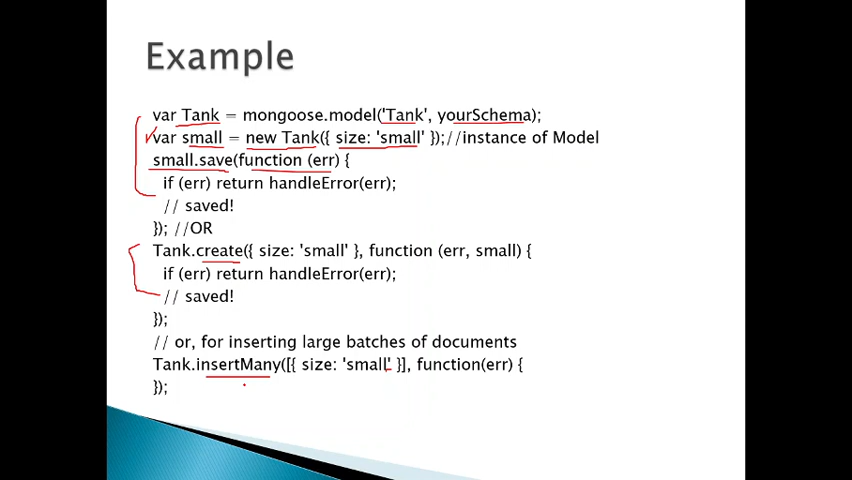 Example
var Tank = mongoose.model('Tank', yourSchema);
var small = new Tank({ size: 'small' });//instance of Model
small.save(function (err) {
if (err) return handleError(err);
// saved!
}); //OR
Tank.create({ size: 'small' }, function (err, small) {
if (err) return handleError(err);
// saved!
});
// or, for inserting large batches of documents
Tank.insertMany([{ size: 'small' }], function(err) {
});